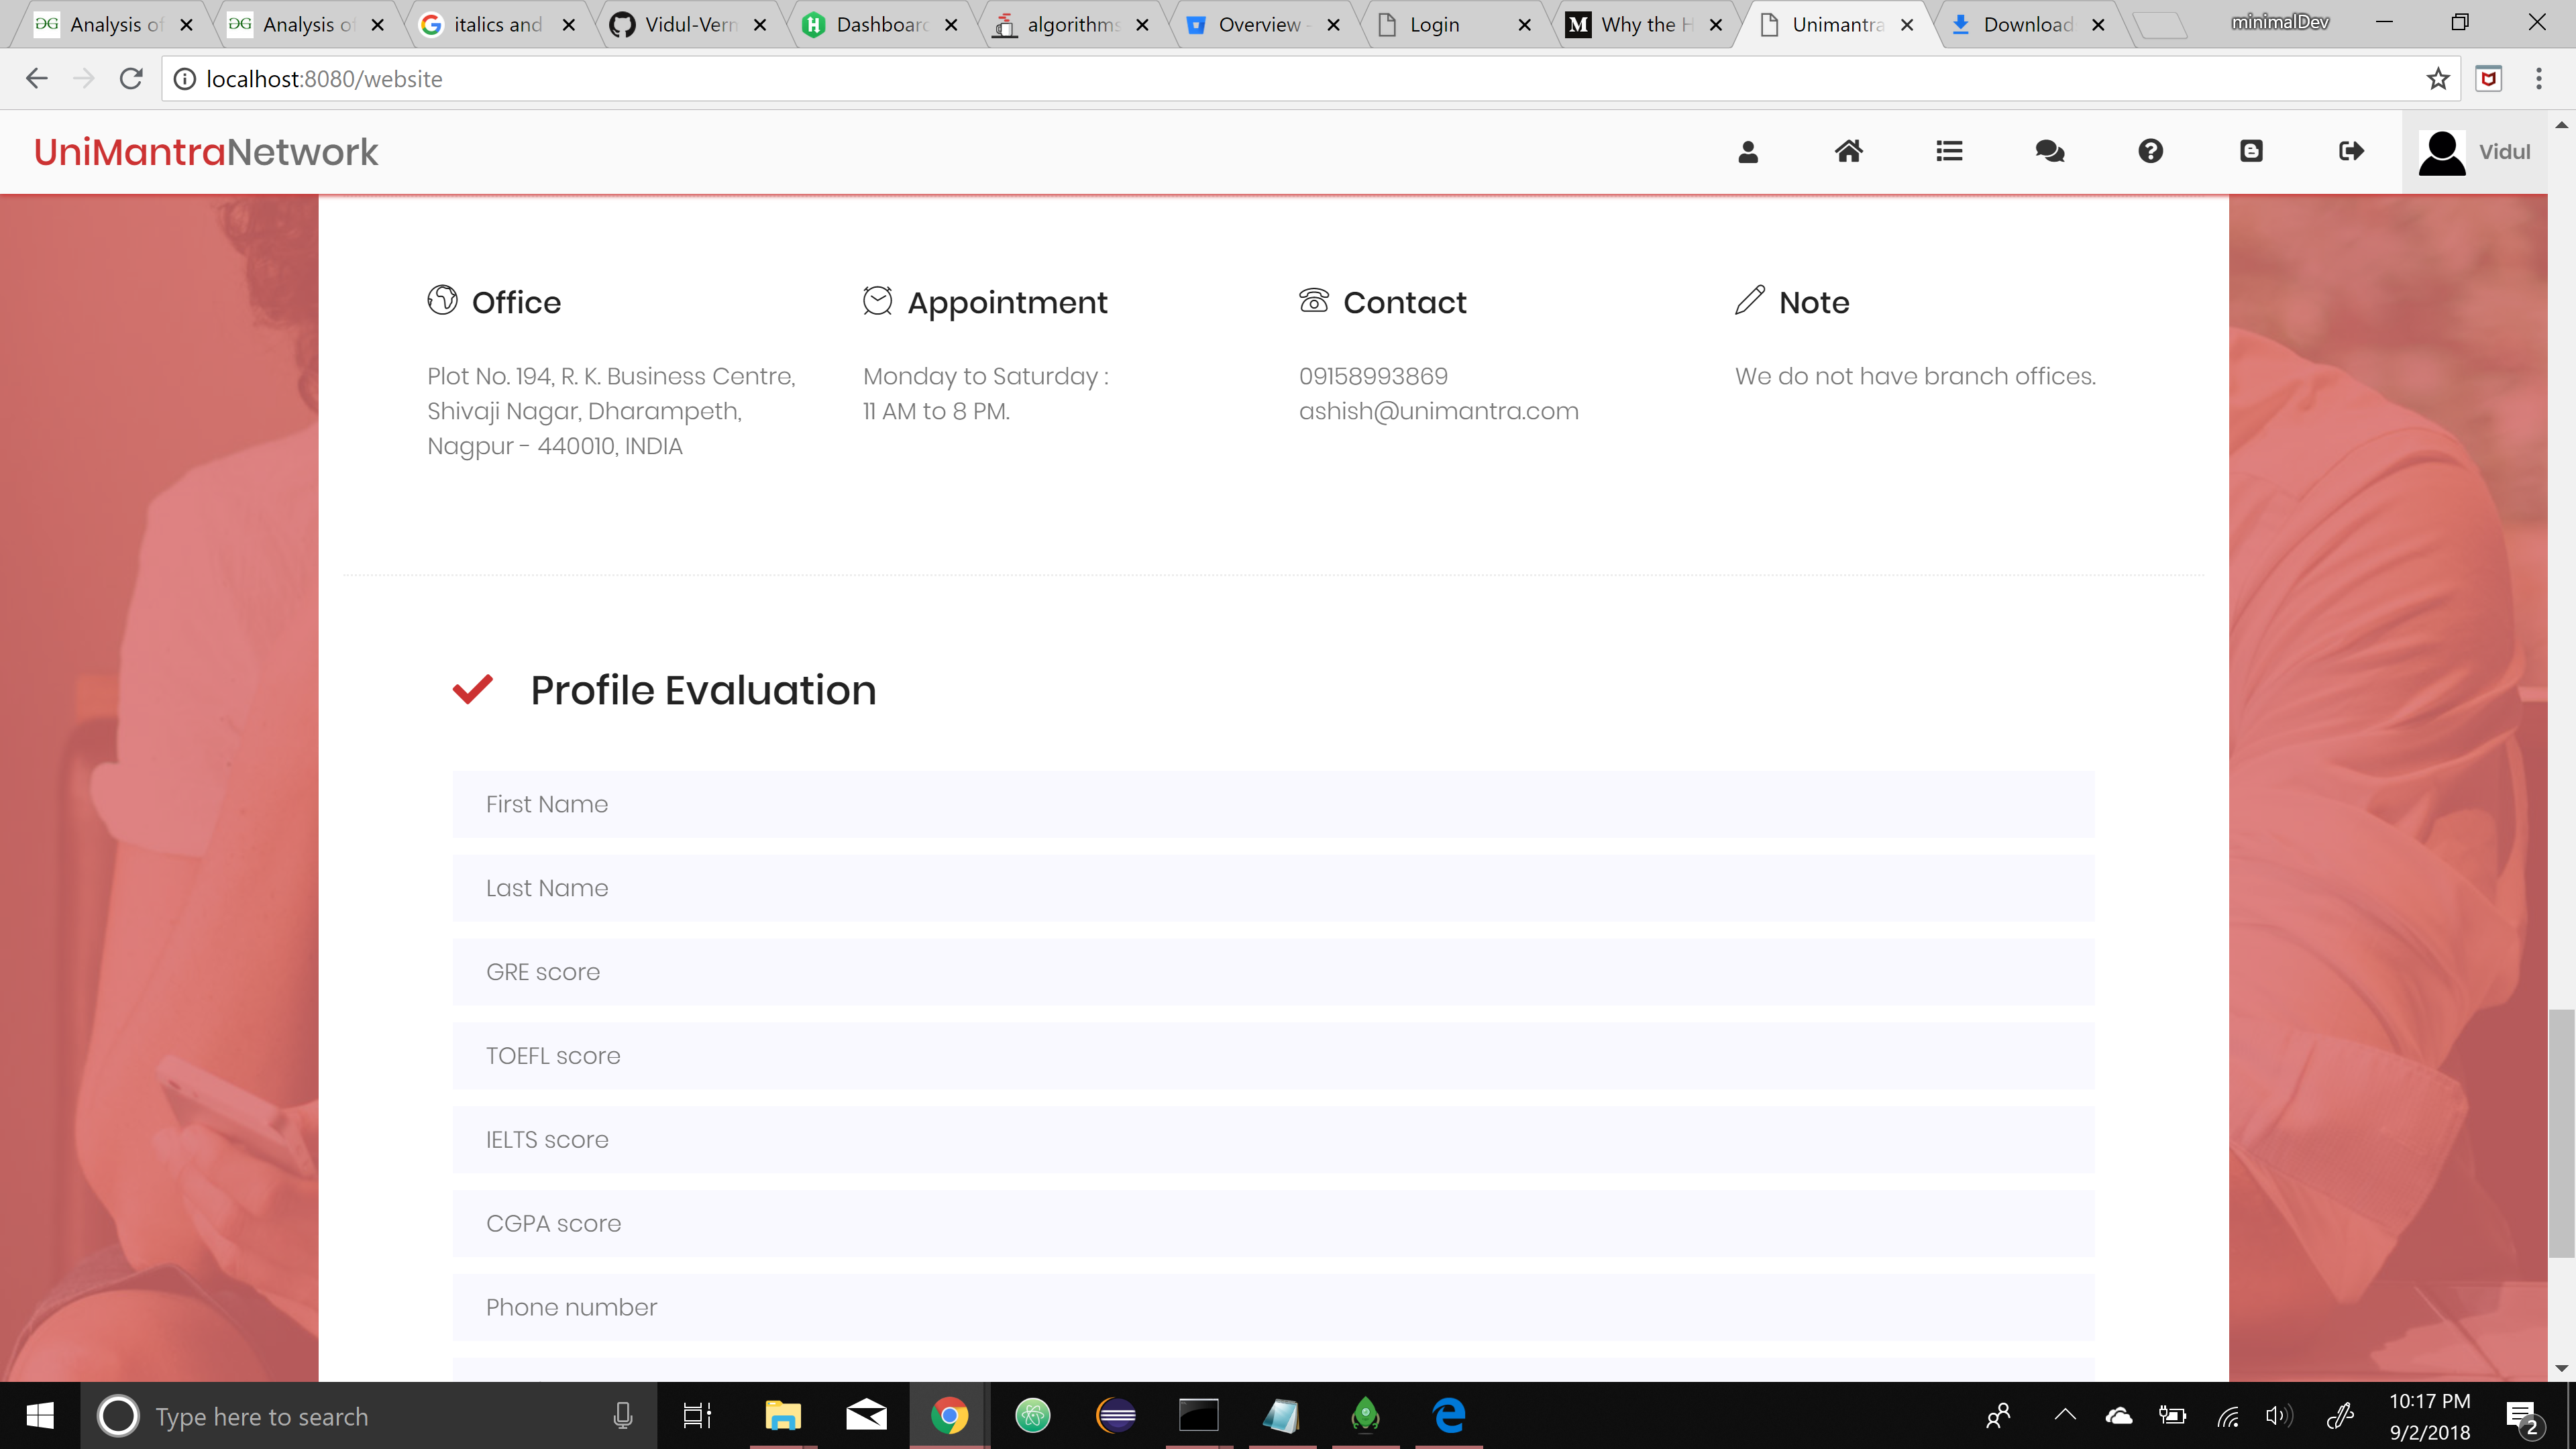 Analysis of
Analysis of
italics and
Vidul-Verm
Dashboard
algorithms
Overview -
Login
Why the H
Unimantra
Download
minimalDev
localhost:8080/website
UniMantraNetwork
Vidul
Office
Plot No. 194, R. K. Business Centre,
Shivaji Nagar, Dharampeth,
Nagpur - 440010, INDIA
Appointment
Monday to Saturday :
11 AM to 8 PM.
Contact
09158993869
ashish@unimantra.com
Note
We do not have branch offices.
Profile Evaluation
First Name
Last Name
GRE score
TOEFL score
IELTS score
CGPA score
Phone number
Type here to search
10:17 PM
9/2/2018
2